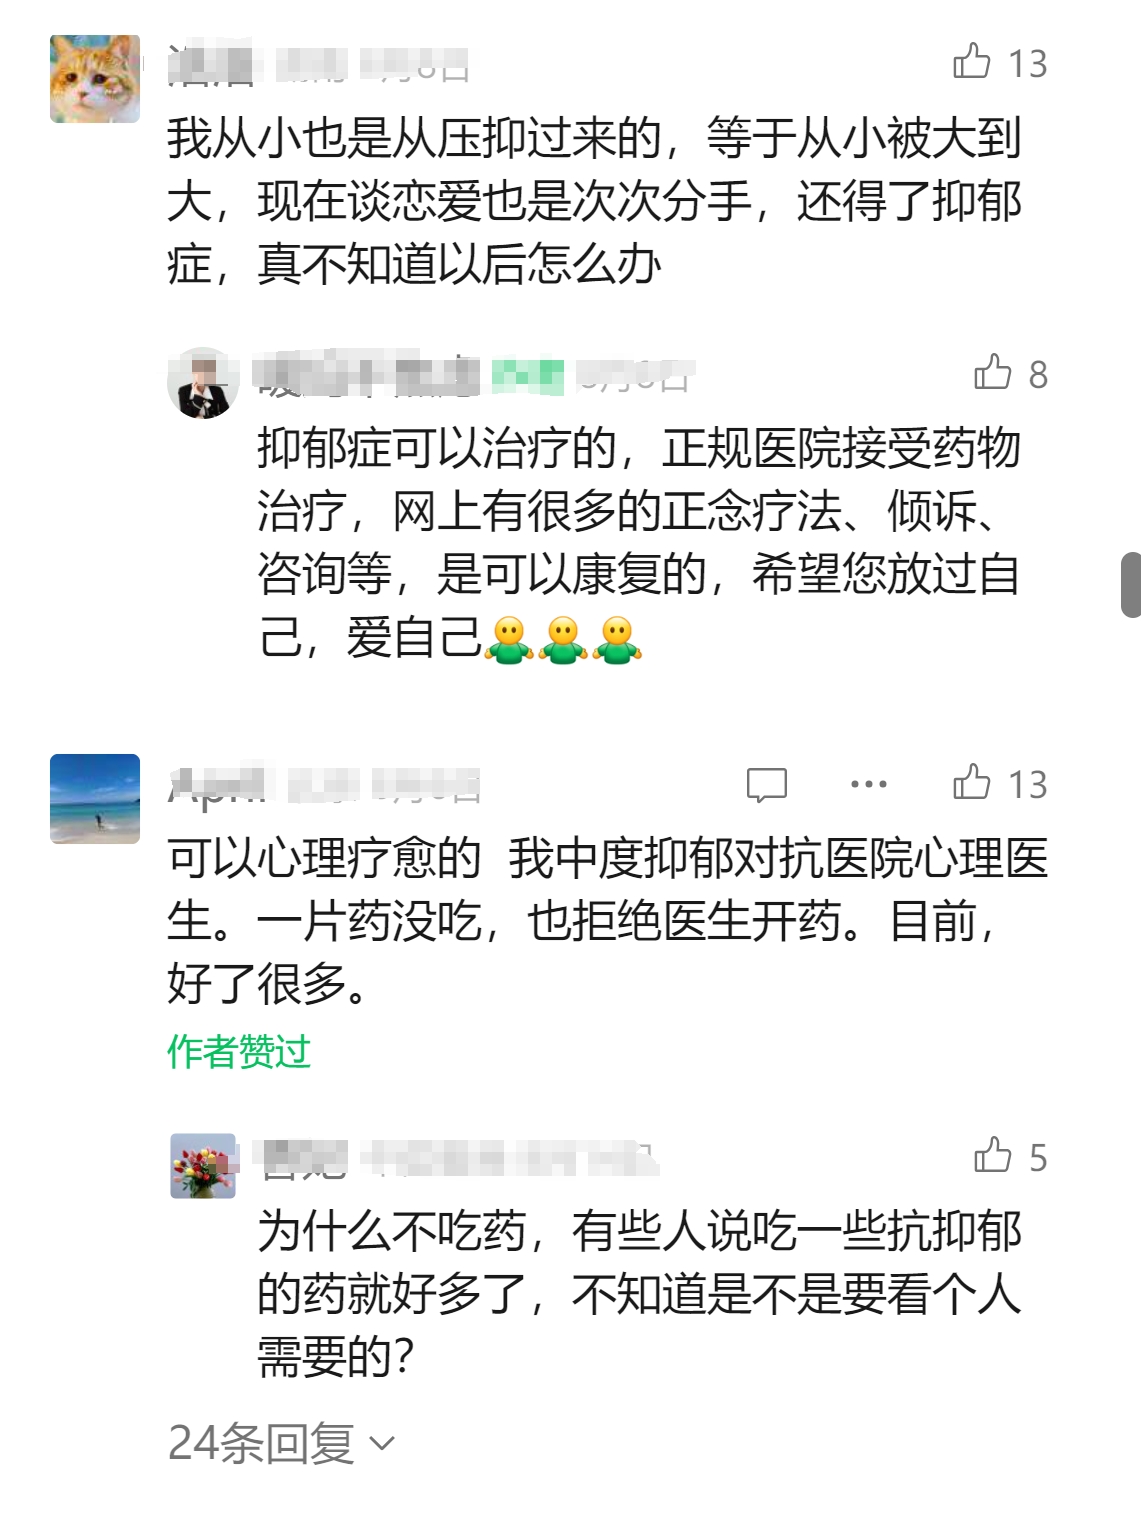 13
我从小也是从压抑过来的，等于从小被大到
大，现在谈恋爱也是次次分手，还得了抑郁
症，真不知道以后怎么办
8
抑郁症可以治疗的，正规医院接受药物
治疗，网上有很多的正念疗法、倾诉、
咨询等，是可以康复的，希望您放过自
己，爱自己
April
13
可以心理疗愈的 我中度抑郁对抗医院心理医
生。一片药没吃，也拒绝医生开药。目前，
好了很多。
作者赞过
5
为什么不吃药，有些人说吃一些抗抑郁
的药就好多了，不知道是不是要看个人
需要的？
24条回复